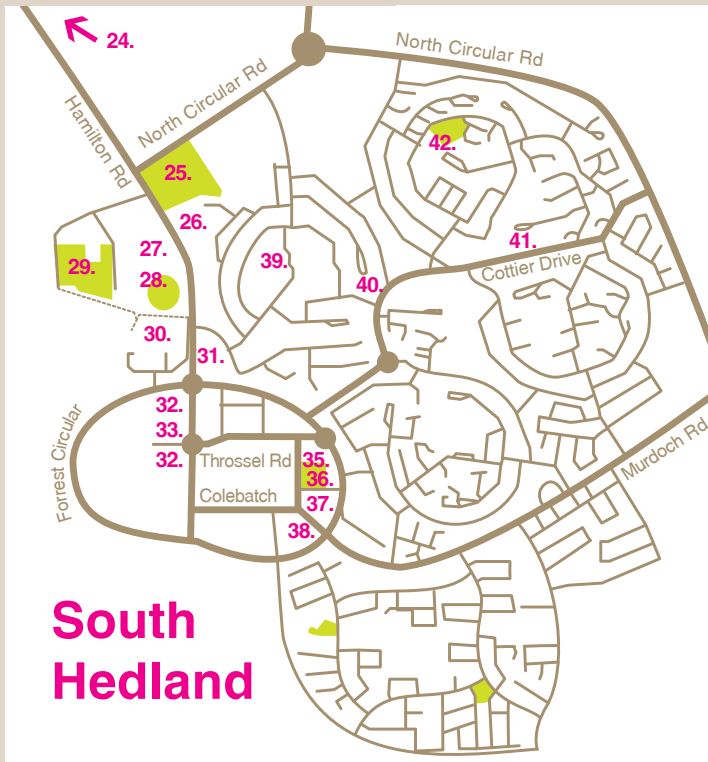 24.
North Circular Rd
North Circular Rd
Hamilton Rd
42.
25.
26.
27.
41.
39.
29.
28.
40.
Cottier Drive
30.
31.
32.
33.
32.
Forrest Circular
Throssel Rd
35.
36.
Murdoch Rd
Colebatch
37.
38.
South
Hedland